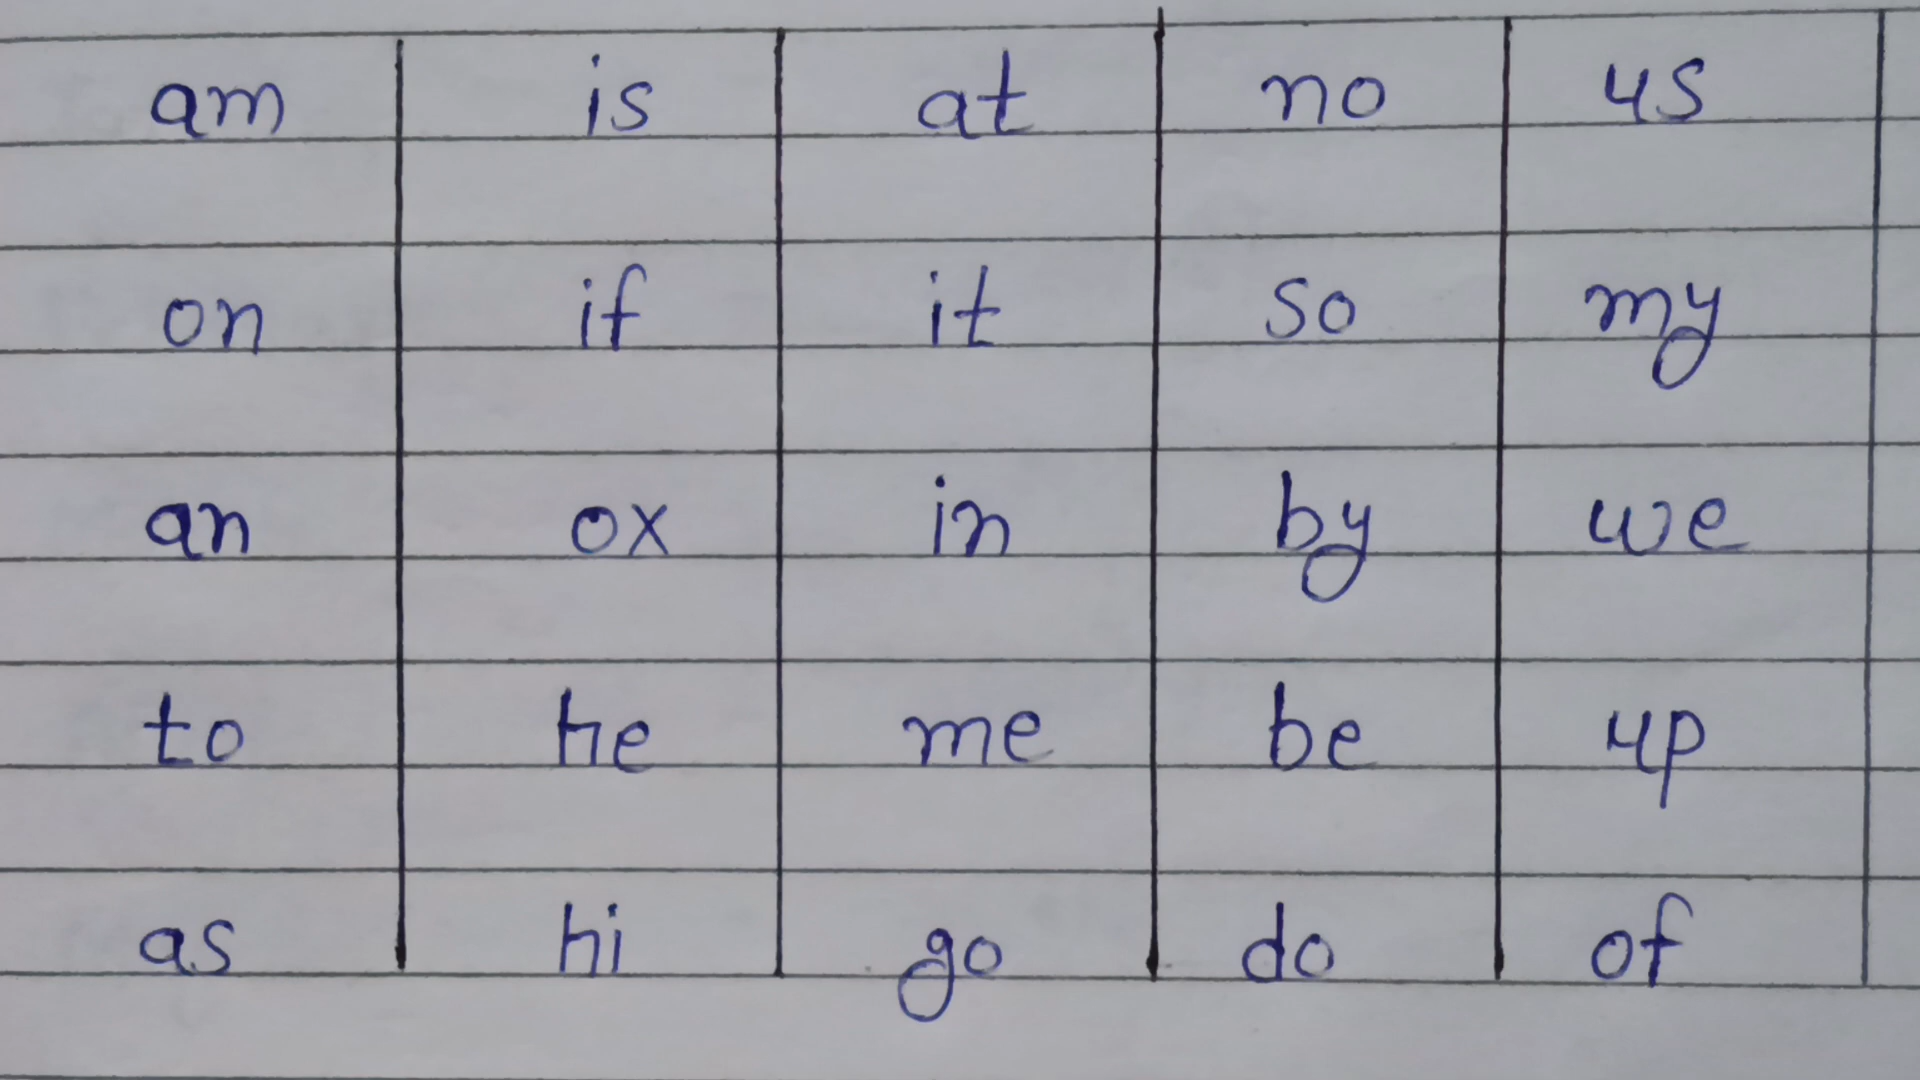 am is at no us
on if it so my
an ox in by we
to he me be up
as hi go do of